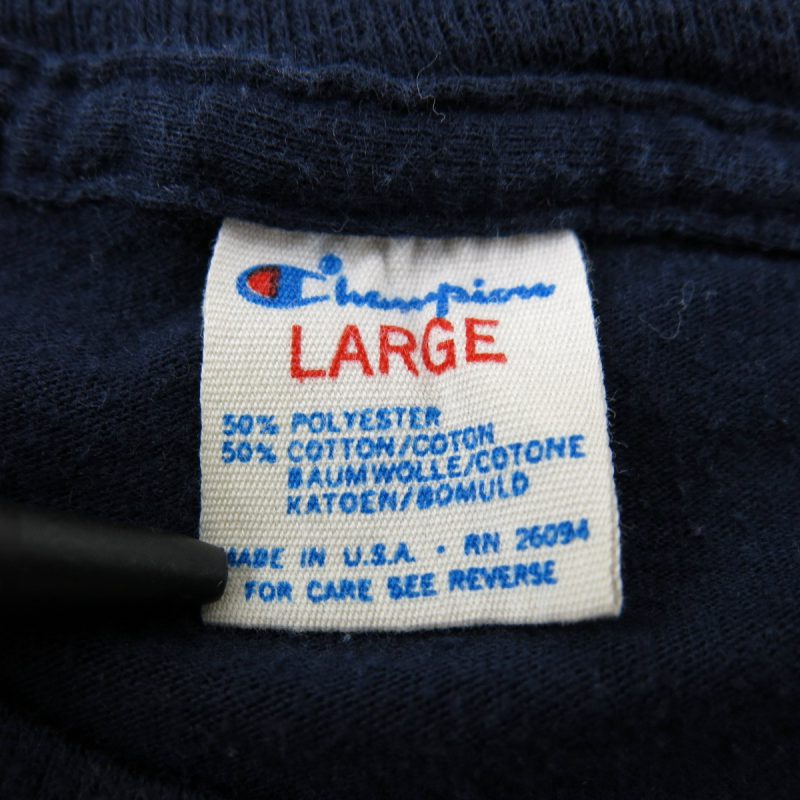 Champion
LARGE
50% POLYESTER
50% COTTON/COTON
BAUMWOLLE/COTONE
KATOEN/BOMULD
MADE IN U.S.A. • RN 26094
FOR CARE SEE REVERSE